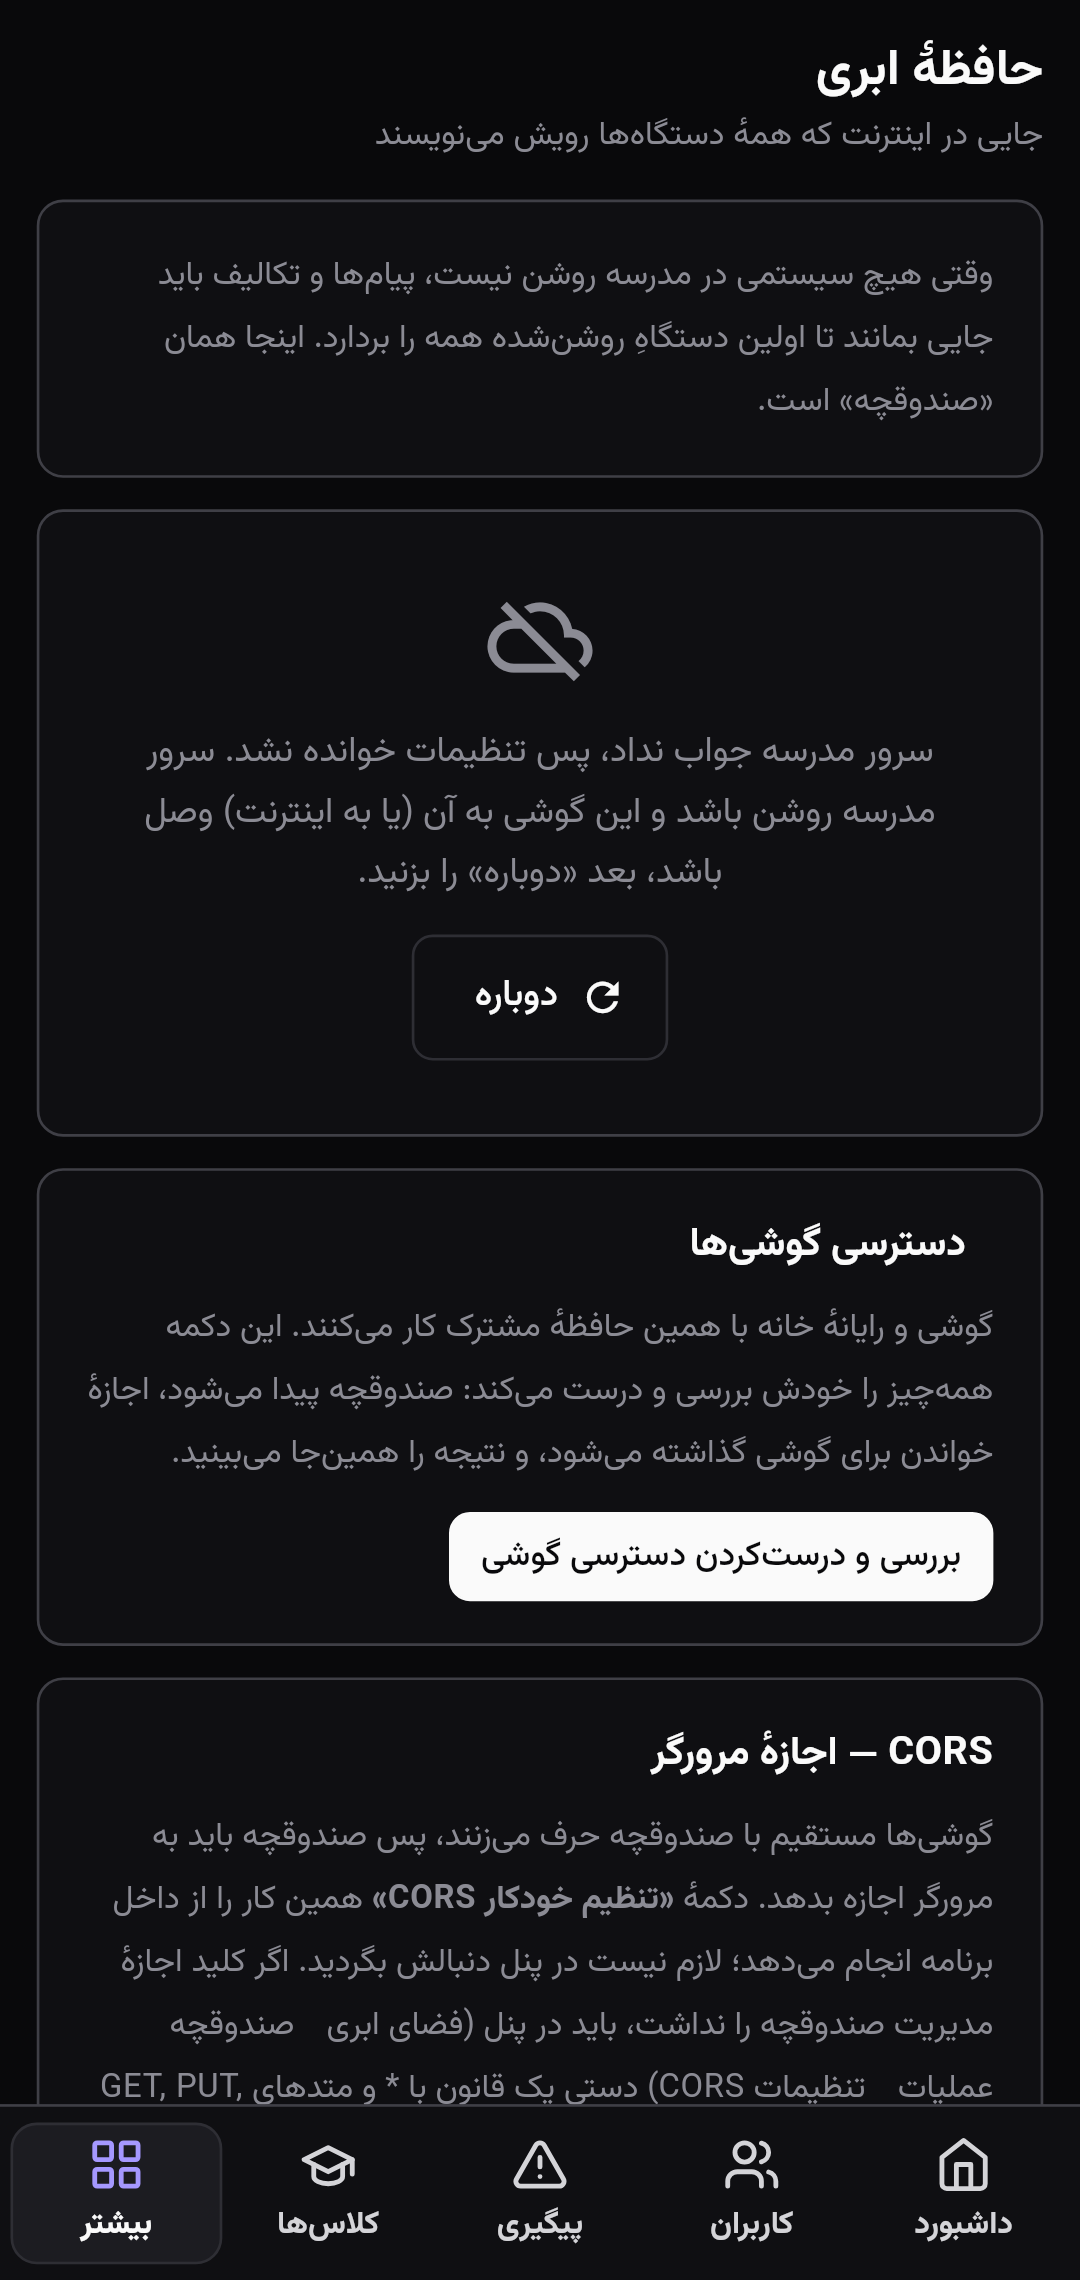 حافظهٔ ابری
جایی در اینترنت که همهٔ دستگاه‌ها رویش می‌نویسند
وقتی هیچ سیستمی در مدرسه روشن نیست، پیام‌ها و تکالیف باید
جایی بمانند تا اولین دستگاهِ روشن‌شده همه را بردارد. اینجا همان
«صندوقچه» است.
سرور مدرسه جواب نداد، پس تنظیمات خوانده نشد. سرور
مدرسه روشن باشد و این گوشی به آن (یا به اینترنت) وصل
باشد، بعد «دوباره» را بزنید.
دوباره
دسترسی گوشی‌ها
گوشی و رایانهٔ خانه با همین حافظهٔ مشترک کار می‌کنند. این دکمه
همه‌چیز را خودش بررسی و درست می‌کند: صندوقچه پیدا می‌شود، اجازهٔ
خواندن برای گوشی گذاشته می‌شود، و نتیجه را همین‌جا می‌بینید.
بررسی و درست‌کردن دسترسی گوشی
CORS — اجازهٔ مرورگر
گوشی‌ها مستقیم با صندوقچه حرف می‌زنند، پس صندوقچه باید به
مرورگر اجازه بدهد. دکمهٔ «تنظیم خودکار CORS» همین کار را از داخل
برنامه انجام می‌دهد؛ لازم نیست در پنل دنبالش بگردید. اگر کلید اجازهٔ
مدیریت صندوقچه را نداشت، باید در پنل (فضای ابری صندوقچه
عملیات تنظیمات CORS) دستی یک قانون با * و متدهای GET, PUT,
داشبورد
کاربران
پیگیری
کلاس‌ها
بیشتر